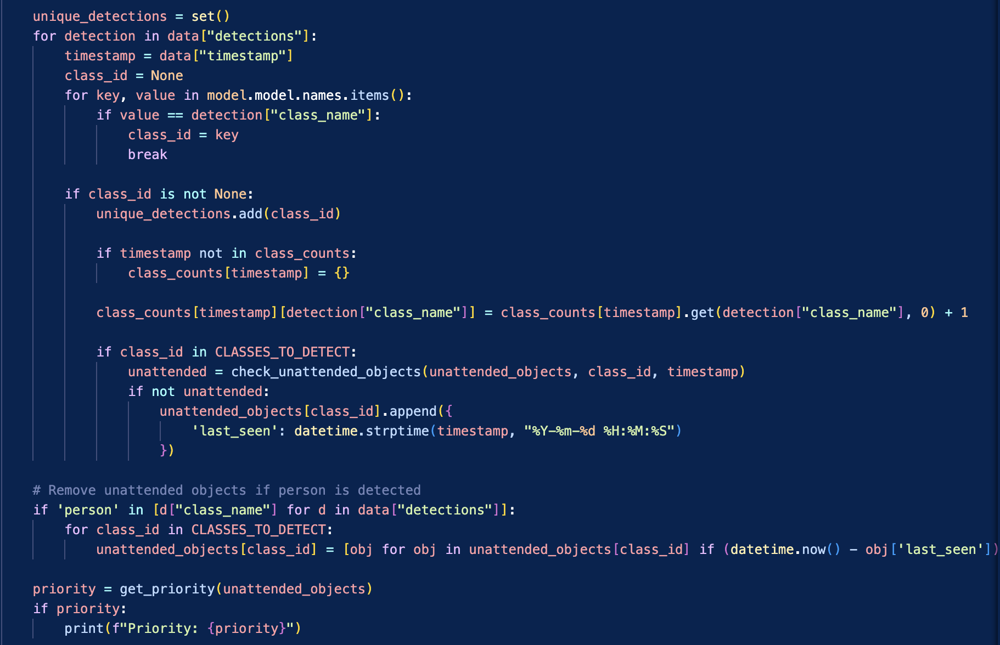 unique_detections = set()
for detection in data["detections"]:
    timestamp = data["timestamp"]
    class_id = None
    for key, value in model.model.names.items():
        if value == detection["class_name"]:
            class_id = key
            break

    if class_id is not None:
        unique_detections.add(class_id)

        if timestamp not in class_counts:
            class_counts[timestamp] = {}

        class_counts[timestamp][detection["class_name"]] = class_counts[timestamp].get(detection["class_name"], 0) + 1

        if class_id in CLASSES_TO_DETECT:
            unattended = check_unattended_objects(unattended_objects, class_id, timestamp)
            if not unattended:
                unattended_objects[class_id].append({
                    'last_seen': datetime.strptime(timestamp, "%Y-%m-%d %H:%M:%S")
                })

# Remove unattended objects if person is detected
if 'person' in [d["class_name"] for d in data["detections"]]:
    for class_id in CLASSES_TO_DETECT:
        unattended_objects[class_id] = [obj for obj in unattended_objects[class_id] if (datetime.now() - obj['last_seen'])

priority = get_priority(unattended_objects)
if priority:
    print(f"Priority: {priority}")